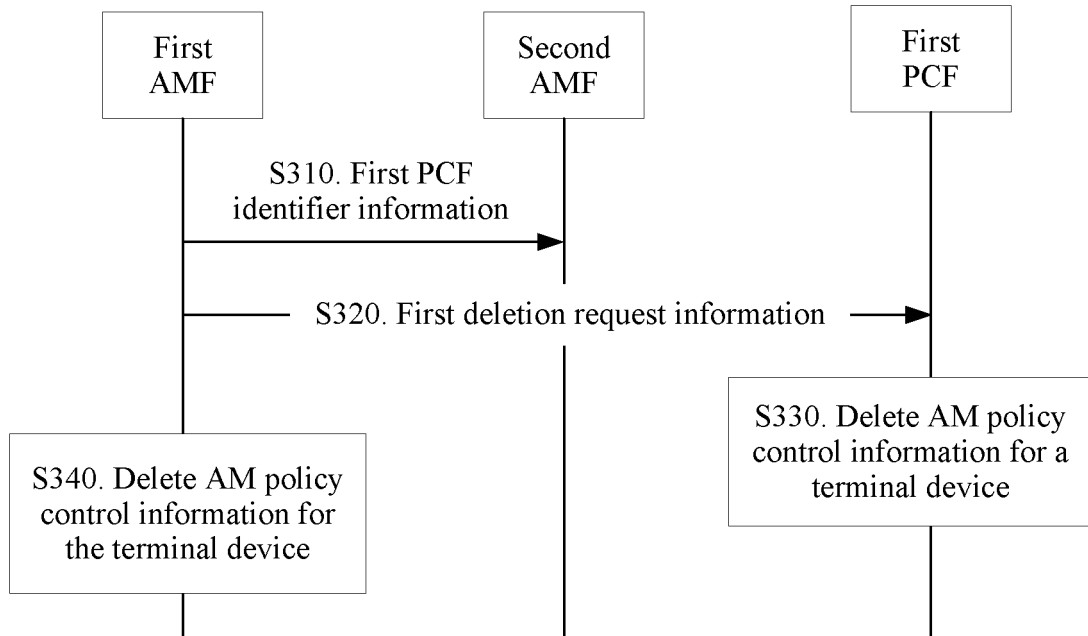 First
AMF
Second
AMF
First
PCF
S310. First PCF
identifier information
S320. First deletion request information
S330. Delete AM policy
control information for a
terminal device
S340. Delete AM policy
control information for
the terminal device